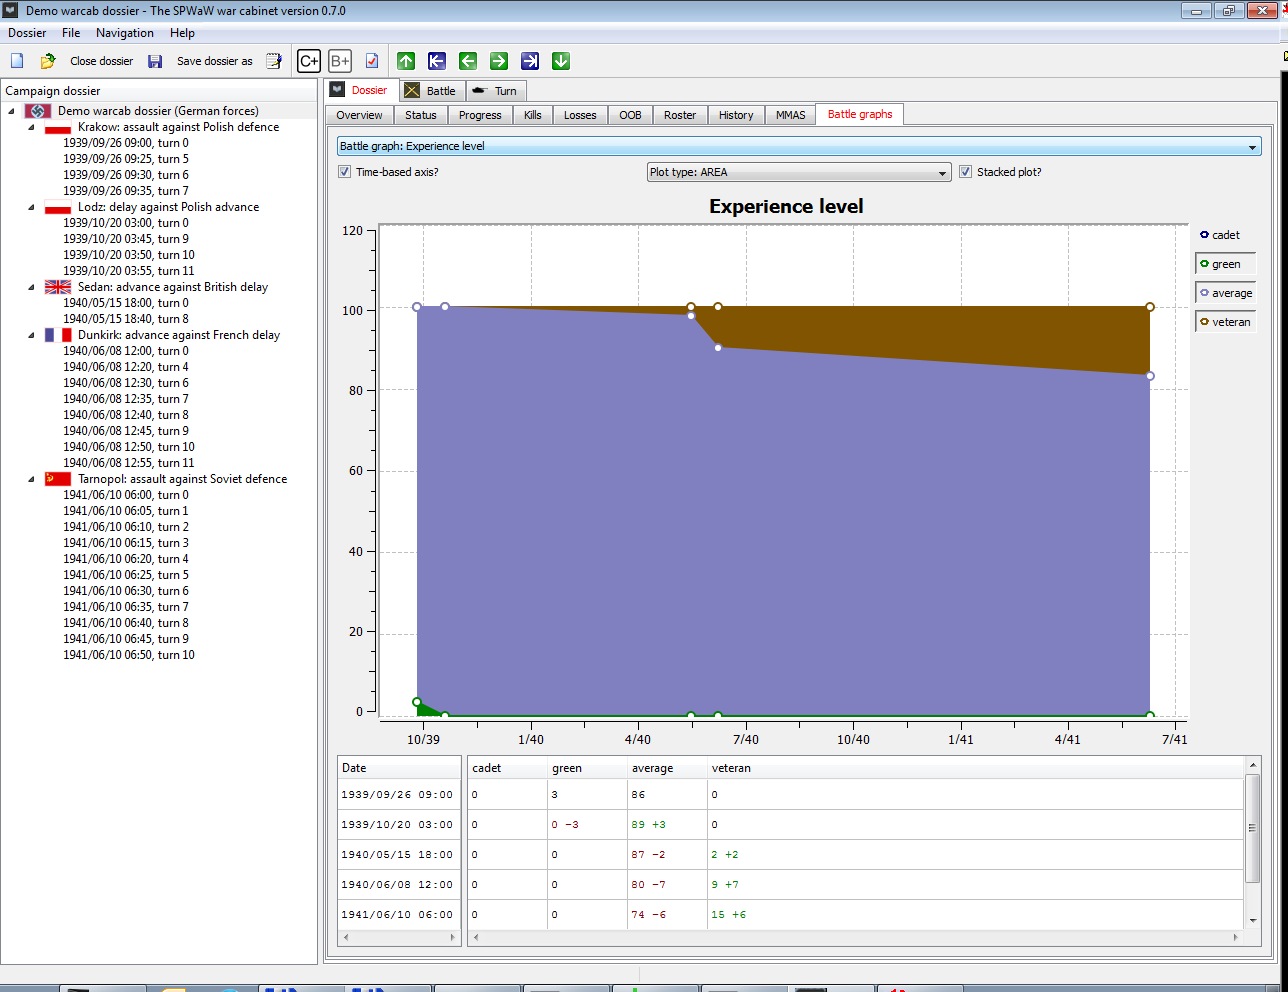 Demo warcab dossier - The SPWaW war cabinet version 0.7.0
Dossier File Navigation Help
Close dossier Save dossier as C+ B+
Campaign dossier
Demo warcab dossier (German forces)
Krakow: assault against Polish defence
1939/09/26 09:00, turn 0
1939/09/26 09:25, turn 5
1939/09/26 09:30, turn 6
1939/09/26 09:35, turn 7
Lodz: delay against Polish advance
1939/10/20 03:00, turn 0
1939/10/20 03:45, turn 9
1939/10/20 03:50, turn 10
1939/10/20 03:55, turn 11
Sedan: advance against British delay
1940/05/15 18:00, turn 0
1940/05/15 18:40, turn 8
Dunkirk: advance against French delay
1940/06/08 12:00, turn 0
1940/06/08 12:20, turn 4
1940/06/08 12:30, turn 6
1940/06/08 12:35, turn 7
1940/06/08 12:40, turn 8
1940/06/08 12:45, turn 9
1940/06/08 12:50, turn 10
1940/06/08 12:55, turn 11
Tarnopol: assault against Soviet defence
1941/06/10 06:00, turn 0
1941/06/10 06:05, turn 1
1941/06/10 06:10, turn 2
1941/06/10 06:15, turn 3
1941/06/10 06:20, turn 4
1941/06/10 06:25, turn 5
1941/06/10 06:30, turn 6
1941/06/10 06:35, turn 7
1941/06/10 06:40, turn 8
1941/06/10 06:45, turn 9
1941/06/10 06:50, turn 10
Dossier Battle Turn
Overview Status Progress Kills Losses OOB Roster History MMAS Battle graphs
Battle graph: Experience level
Time-based axis? Plot type: AREA Stacked plot?
Experience level
120
100
80
60
40
20
0
10/39 1/40 4/40 7/40 10/40 1/41 4/41 7/41
cadet
green
average
veteran
Date cadet green average veteran
1939/09/26 09:00 0 3 86 0
1939/10/20 03:00 0 0 -3 89 +3 0
1940/05/15 18:00 0 0 87 -2 2 +2
1940/06/08 12:00 0 0 80 -7 9 +7
1941/06/10 06:00 0 0 74 -6 15 +6